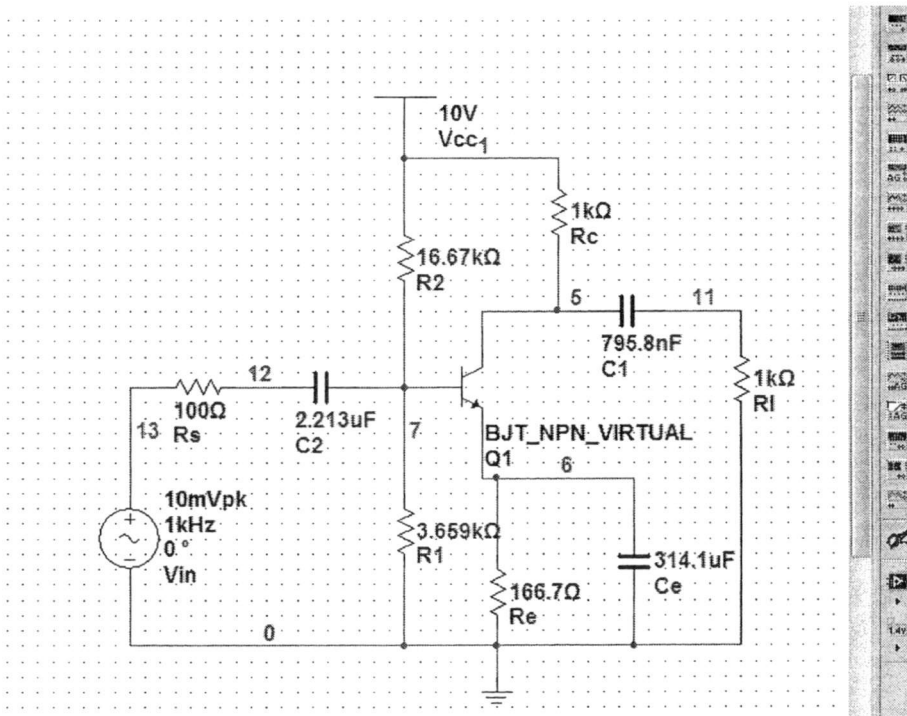 10V
Vcc
1
1kΩ
Rc
16.67kΩ
R2
5
11
795.8nF
C1
1kΩ
Rl
12
100Ω
Rs
13
2.213uF
C2
7
BJT_NPN_VIRTUAL
Q1
6
10mVpk
1kHz
0 °
Vin
3.659kΩ
R1
166.7Ω
Re
314.1uF
Ce
0